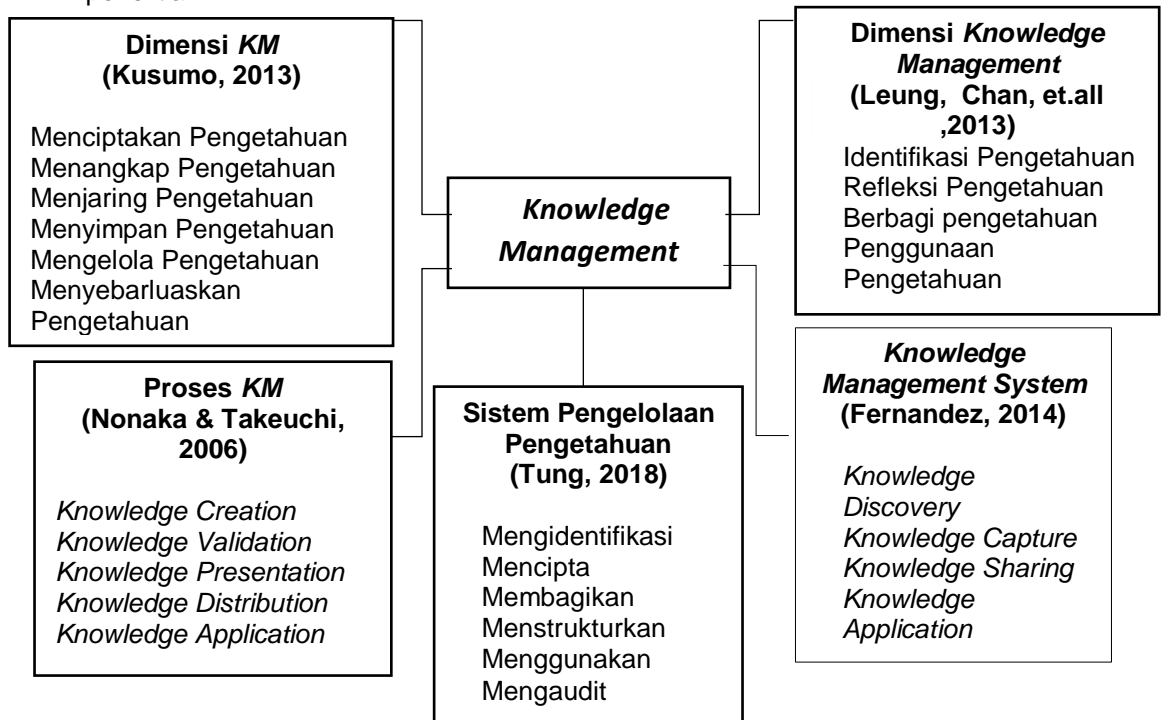 Dimensi KM
(Kusumo, 2013)
Menciptakan Pengetahuan
Menangkap Pengetahuan
Menjaring Pengetahuan
Menyimpan Pengetahuan
Mengelola Pengetahuan
Menyebarluaskan
Pengetahuan
Dimensi Knowledge
Management
(Leung, Chan, et.all
,2013)
Identifikasi Pengetahuan
Refleksi Pengetahuan
Berbagi pengetahuan
Penggunaan
Pengetahuan
Knowledge
Management
Proses KM
(Nonaka & Takeuchi,
2006)
Knowledge Creation
Knowledge Validation
Knowledge Presentation
Knowledge Distribution
Knowledge Application
Sistem Pengelolaan
Pengetahuan
(Tung, 2018)
Mengidentifikasi
Mencipta
Membagikan
Menstrukturkan
Menggunakan
Mengaudit
Knowledge
Management System
(Fernandez, 2014)
Knowledge
Discovery
Knowledge Capture
Knowledge Sharing
Knowledge
Application